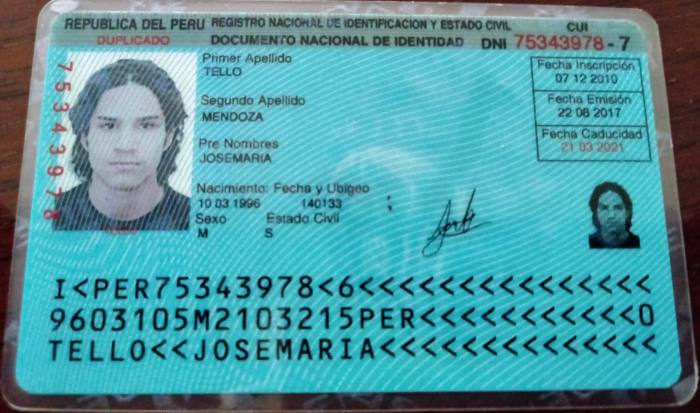 REPUBLICA DEL PERU REGISTRO NACIONAL DE IDENTIFICACION Y ESTADO CIVIL CUI
DUPLICADO DOCUMENTO NACIONAL DE IDENTIDAD DNI 75343978 - 7
75343978
Primer Apellido
TELLO
Segundo Apellido
MENDOZA
Pre Nombres
JOSEMARIA
Nacimiento: Fecha y Ubigeo
10 03 1996 140133
Sexo Estado Civil
M S
Fecha Inscripción
07 12 2010
Fecha Emisión
22 08 2017
Fecha Caducidad
21 03 2021
I<PER75343978<6<<<<<<<<<<<<<<<
9603105M2103215PER<<<<<<<<<<<0
TELLO<<JOSEMARIA<<<<<<<<<<<<<<